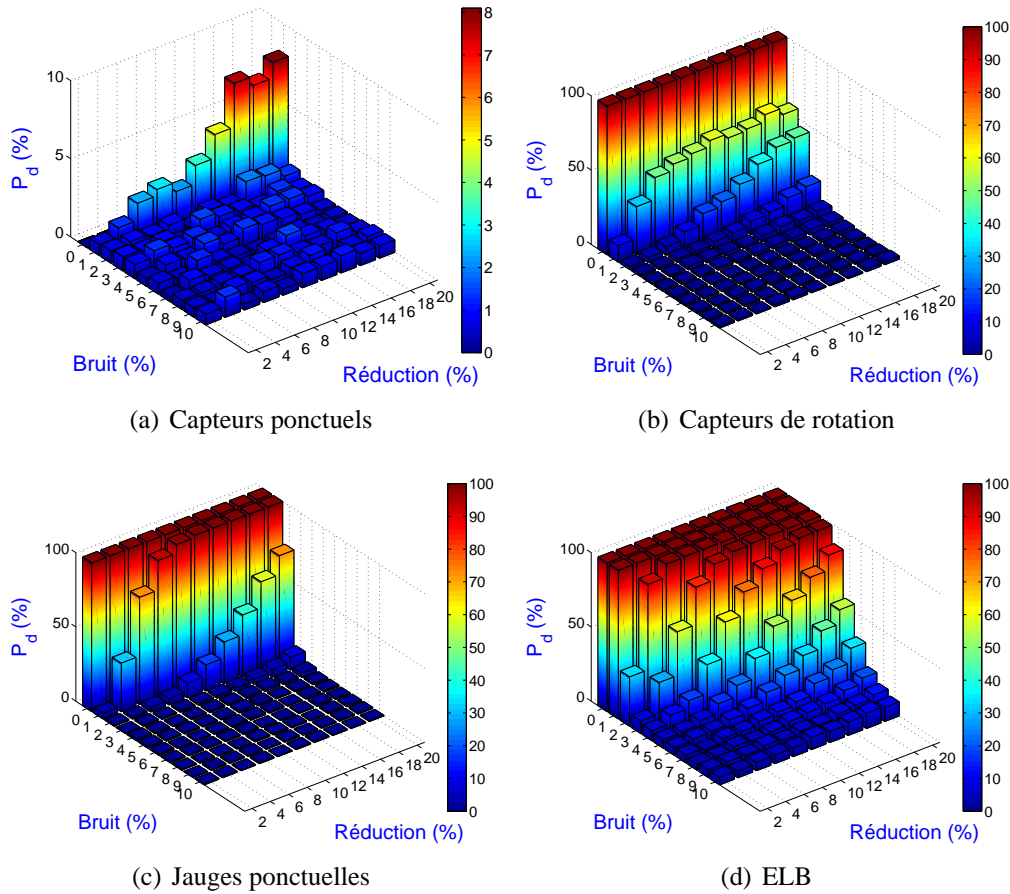 10
5
0
P_d (%)
0 1 2 3 4 5 6 7 8 9 10
Bruit (%)
2 4 6 8 10 12 14 16 18 20
Réduction (%)
8
7
6
5
4
3
2
1
0
(a) Capteurs ponctuels
100
50
0
P_d (%)
0 1 2 3 4 5 6 7 8 9 10
Bruit (%)
2 4 6 8 10 12 14 16 18 20
Réduction (%)
100
90
80
70
60
50
40
30
20
10
0
(b) Capteurs de rotation
100
50
0
P_d (%)
0 1 2 3 4 5 6 7 8 9 10
Bruit (%)
2 4 6 8 10 12 14 16 18 20
Réduction (%)
100
90
80
70
60
50
40
30
20
10
0
(c) Jauges ponctuelles
100
50
0
P_d (%)
0 1 2 3 4 5 6 7 8 9 10
Bruit (%)
2 4 6 8 10 12 14 16 18 20
Réduction (%)
100
90
80
70
60
50
40
30
20
10
0
(d) ELB